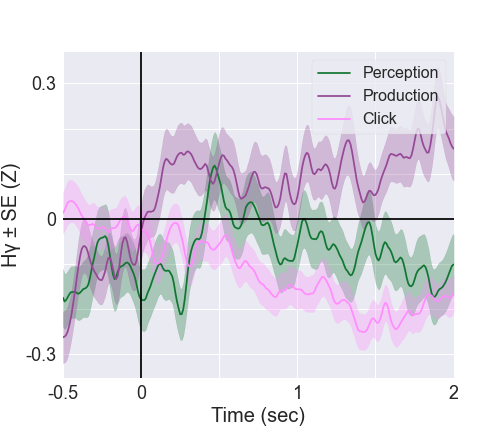 Perception
Production
Click
Hγ ± SE (Z)
0.3
0
-0.3
-0.5 0 1 2
Time (sec)